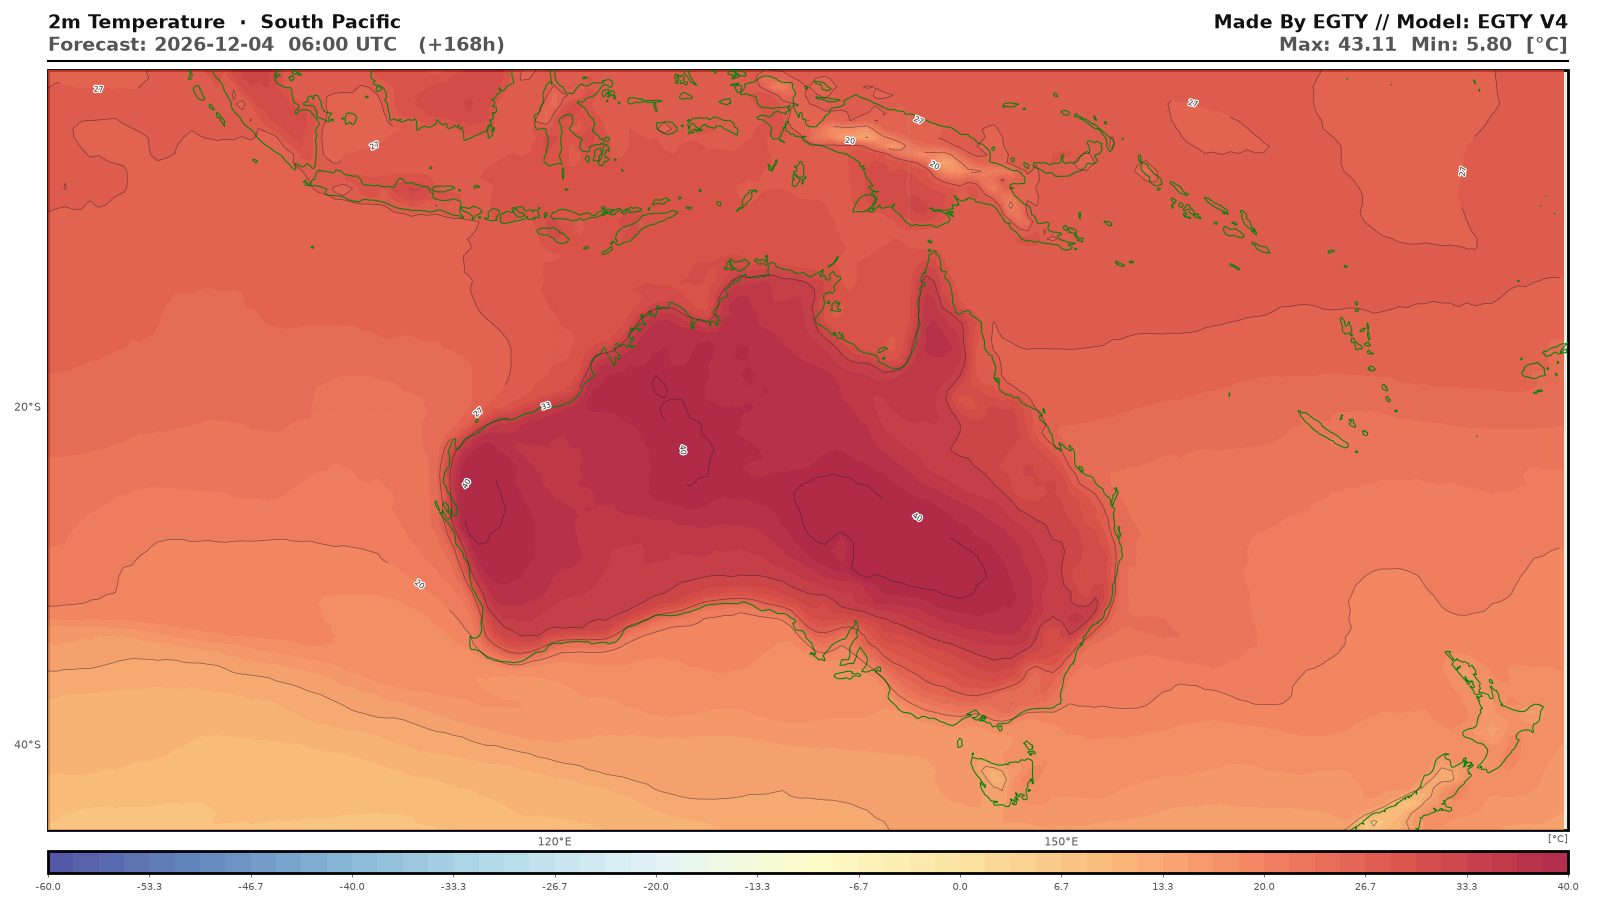 2m Temperature · South Pacific
Made By EGTY // Model: EGTY V4
Forecast: 2026-12-04 06:00 UTC (+168h)
Max: 43.11 Min: 5.80 [°C]
27
27
27
27
27
20
20
27
33
40
40
40
20
20
20°S
40°S
120°E
150°E
[°C]
-60.0 -53.3 -46.7 -40.0 -33.3 -26.7 -20.0 -13.3 -6.7 0.0 6.7 13.3 20.0 26.7 33.3 40.0